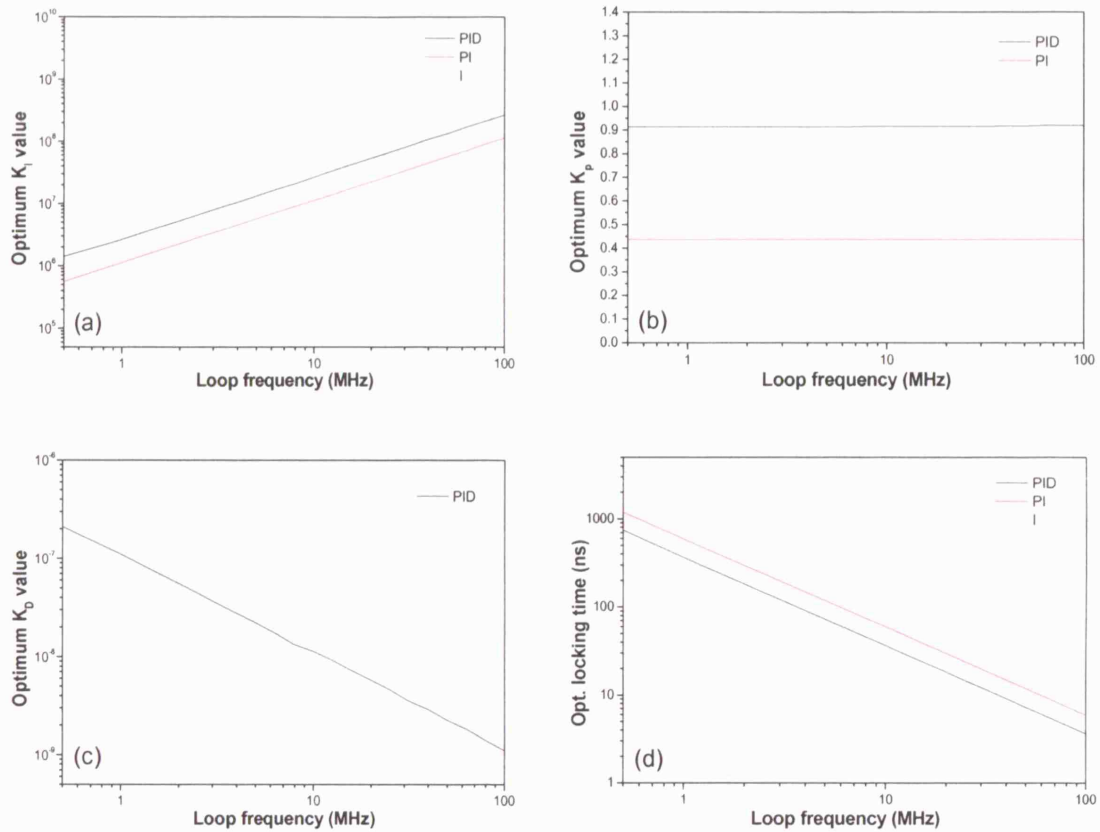 10^10
10^9
10^8
10^7
10^6
10^5
Optimum K_I value
PID
PI
I
(a)
1 10 100
Loop frequency (MHz)
1.4
1.3
1.2
1.1
1.0
0.9
0.8
0.7
0.6
0.5
0.4
0.3
0.2
0.1
0.0
Optimum K_P value
PID
PI
(b)
1 10 100
Loop frequency (MHz)
10^-6
10^-7
10^-8
10^-9
Optimum K_D value
PID
(c)
1 10 100
Loop frequency (MHz)
1000
100
10
1
Opt. locking time (ns)
PID
PI
I
(d)
1 10 100
Loop frequency (MHz)